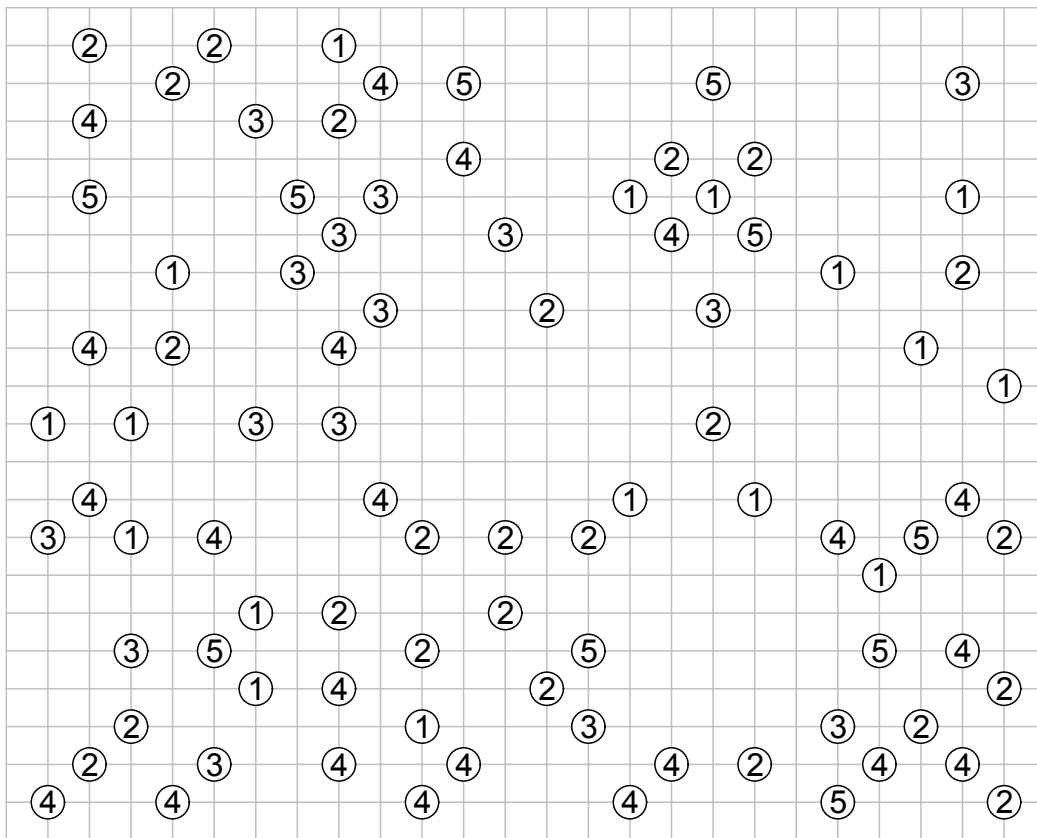 2 2 1
2 4 5 5 3
4 3 2
4 2 2
5 5 3 1 1 1
3 3 4 5
1 3 1 2
3 2 3
4 2 4 1
1
1 1 3 3 2
4 4 1 1 4
3 1 4 2 2 2 4 5 2
1
1 2 2
3 5 2 5 5 4
1 4 2 2
2 1 3 3 2
2 3 4 4 4 2 4 4
4 4 4 4 5 2